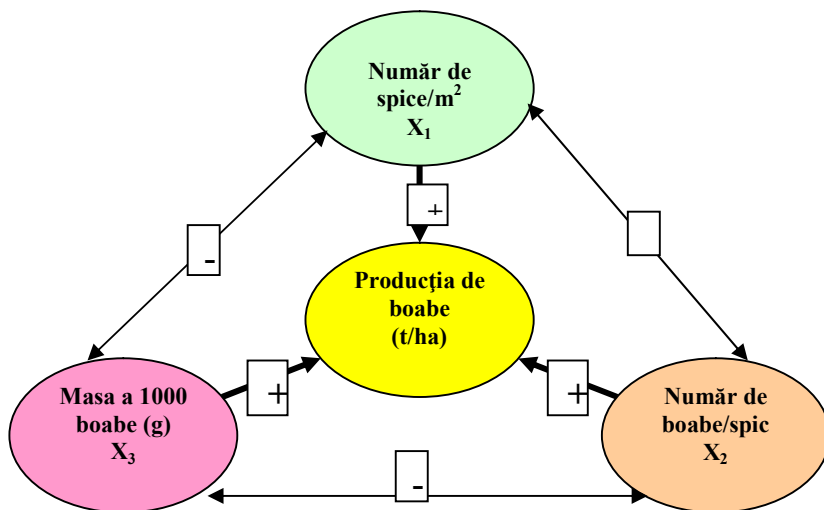 Număr de
spice/m²
X₁
+
-
Producţia de
boabe
(t/ha)
Masa a 1000
boabe (g)
X₃
+
+
Număr de
boabe/spic
X₂
-